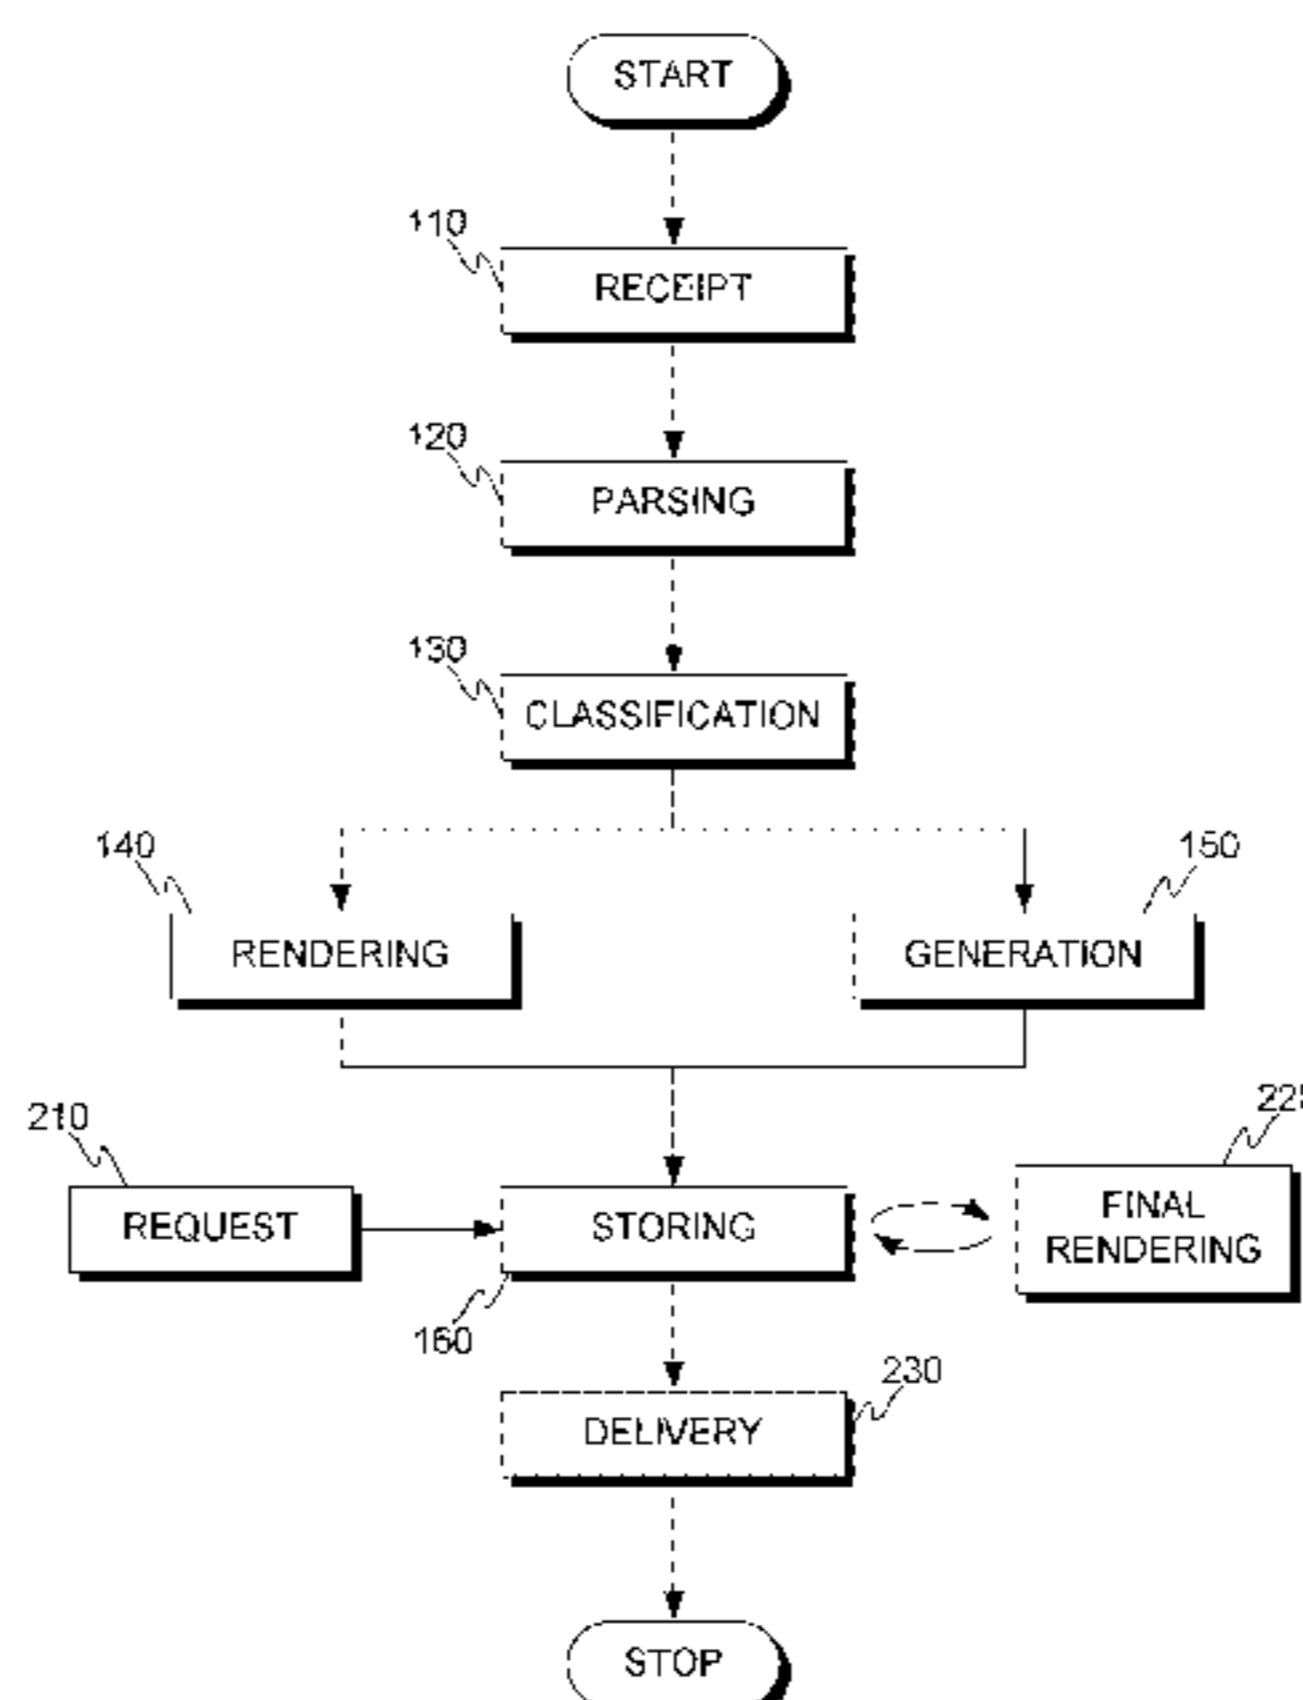 START
110
RECEIPT
120
PARSING
130
CLASSIFICATION
140
150
RENDERING
GENERATION
210
REQUEST
STORING
FINAL
RENDERING
160
230
DELIVERY
STOP